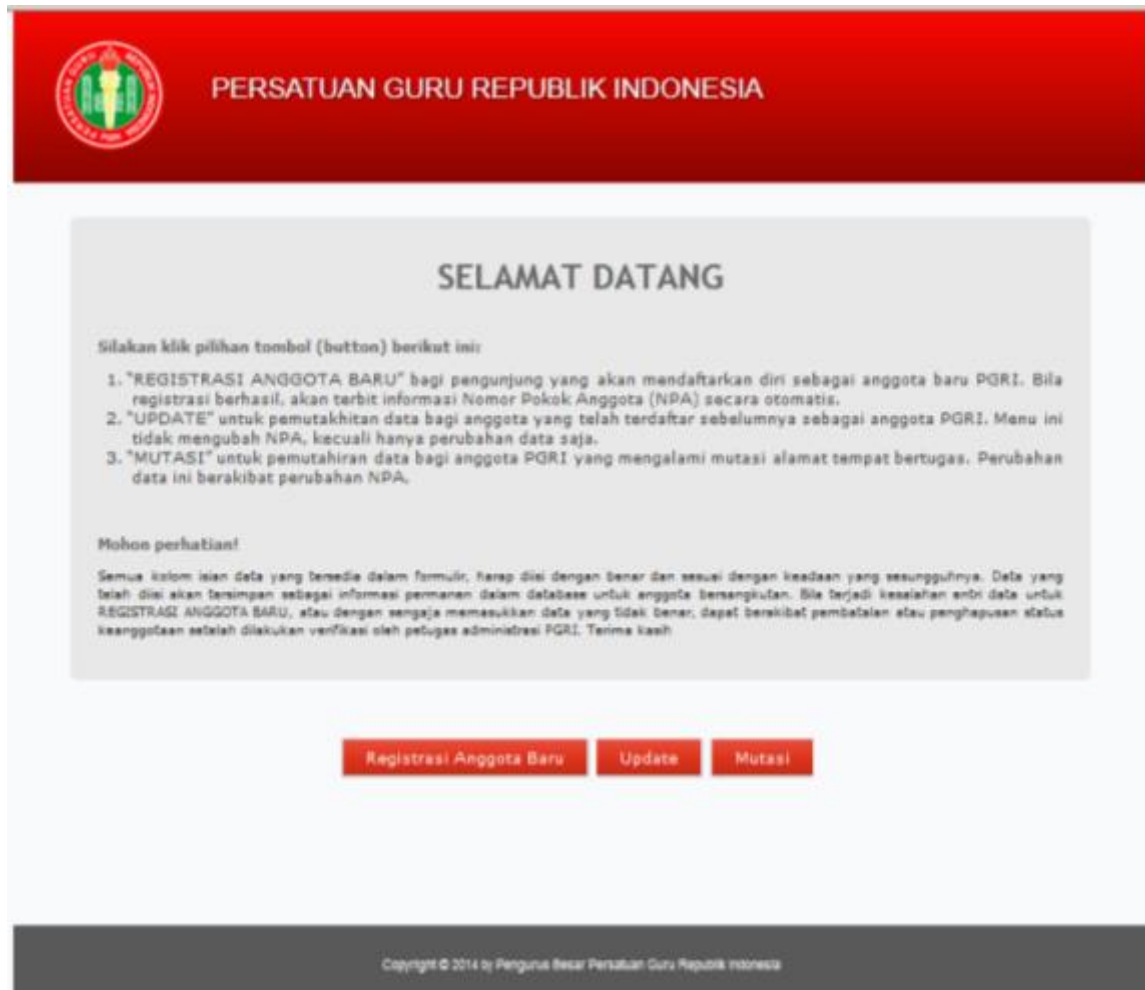 PERSATUAN GURU REPUBLIK INDONESIA
PERSATUAN GURU REPUBLIK INDONESIA
PGRI
SELAMAT DATANG
Silakan klik pilihan tombol (button) berikut ini:
1. "REGISTRASI ANGGOTA BARU" bagi pengunjung yang akan mendaftarkan diri sebagai anggota baru PGRI. Bila
registrasi berhasil, akan terbit informasi Nomor Pokok Anggota (NPA) secara otomatis.
2. "UPDATE" untuk pemutakhitan data bagi anggota yang telah terdaftar sebelumnya sebagai anggota PGRI. Menu ini
tidak mengubah NPA, kecuali hanya perubahan data saja.
3. "MUTASI" untuk pemutahiran data bagi anggota PGRI yang mengalami mutasi alamat tempat bertugas. Perubahan
data ini berakibat perubahan NPA.
Mohon perhatian!
Semua kolom isian data yang tersedia dalam formulir, harap diisi dengan benar dan sesuai dengan keadaan yang sesungguhnya. Data yang
telah diisi akan tersimpan sebagai informasi permanen dalam database untuk anggota bersangkutan. Bila terjadi kesalahan entri data untuk
REGISTRASI ANGGOTA BARU, atau dengan sengaja memasukkan data yang tidak benar, dapat berakibat pembatalan atau penghapusan status
keanggotaan setelah dilakukan verifikasi oleh petugas administrasi PGRI. Terima kasih
Registrasi Anggota Baru Update Mutasi
Copyright © 2014 by Pengurus Besar Persatuan Guru Republik Indonesia